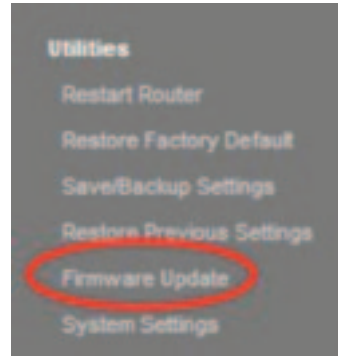 Utilities
Restart Router
Restore Factory Default
Save/Backup Settings
Restore Previous Settings
Firmware Update
System Settings